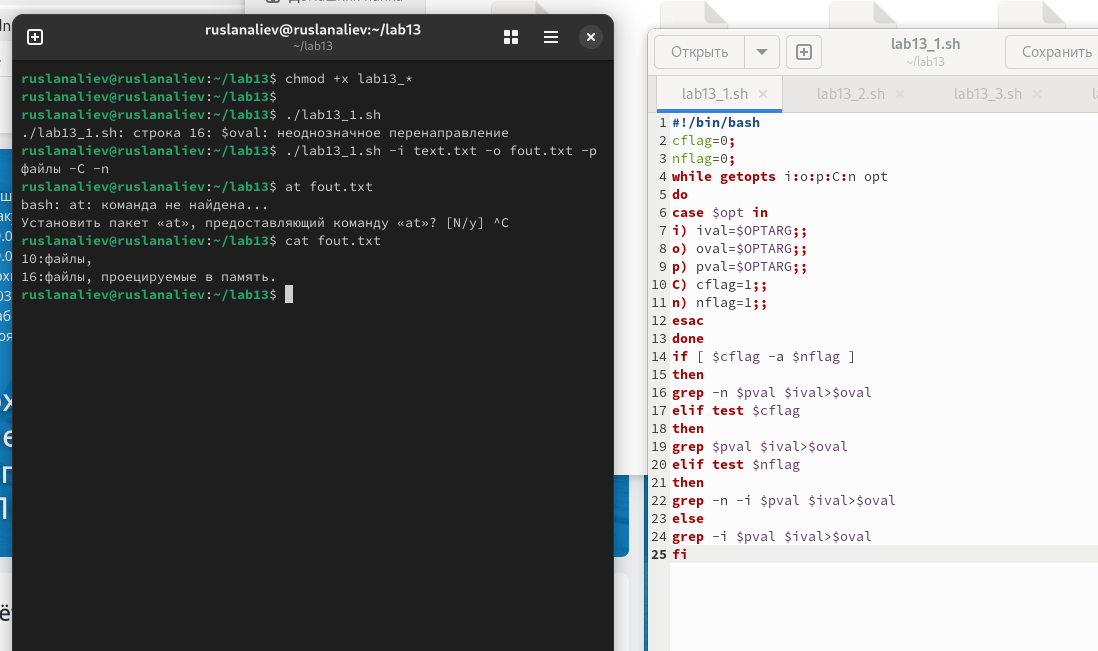 ruslanaliev@ruslanaliev:~/lab13
~/lab13
ruslanaliev@ruslanaliev:~/lab13$ chmod +x lab13_*
ruslanaliev@ruslanaliev:~/lab13$
ruslanaliev@ruslanaliev:~/lab13$ ./lab13_1.sh
./lab13_1.sh: строка 16: $oval: неоднозначное перенаправление
ruslanaliev@ruslanaliev:~/lab13$ ./lab13_1.sh -i text.txt -o fout.txt -p
файлы -C -n
ruslanaliev@ruslanaliev:~/lab13$ at fout.txt
bash: at: команда не найдена...
Установить пакет «at», предоставляющий команду «at»? [N/y] ^C
ruslanaliev@ruslanaliev:~/lab13$ cat fout.txt
10:файлы,
16:файлы, проецируемые в память.
ruslanaliev@ruslanaliev:~/lab13$
Открыть
lab13_1.sh
~/lab13
Сохранить
lab13_1.sh × lab13_2.sh × lab13_3.sh ×
1 #!/bin/bash
2 cflag=0;
3 nflag=0;
4 while getopts i:o:p:C:n opt
5 do
6 case $opt in
7 i) ival=$OPTARG;;
8 o) oval=$OPTARG;;
9 p) pval=$OPTARG;;
10 C) cflag=1;;
11 n) nflag=1;;
12 esac
13 done
14 if [ $cflag -a $nflag ]
15 then
16 grep -n $pval $ival>$oval
17 elif test $cflag
18 then
19 grep $pval $ival>$oval
20 elif test $nflag
21 then
22 grep -n -i $pval $ival>$oval
23 else
24 grep -i $pval $ival>$oval
25 fi